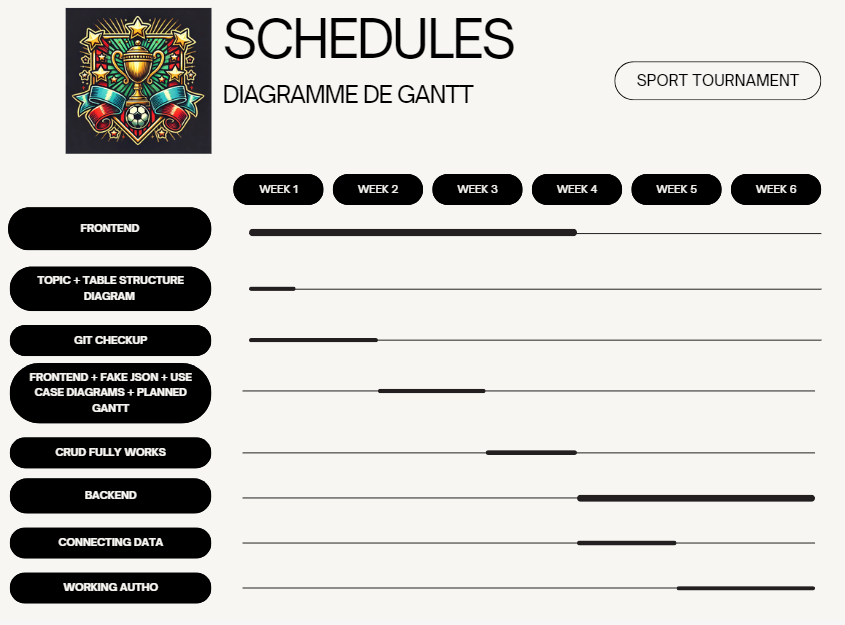 SCHEDULES
DIAGRAMME DE GANTT
SPORT TOURNAMENT
WEEK 1
WEEK 2
WEEK 3
WEEK 4
WEEK 5
WEEK 6
FRONTEND
TOPIC + TABLE STRUCTURE
DIAGRAM
GIT CHECKUP
FRONTEND + FAKE JSON + USE
CASE DIAGRAMS + PLANNED
GANTT
CRUD FULLY WORKS
BACKEND
CONNECTING DATA
WORKING AUTHO